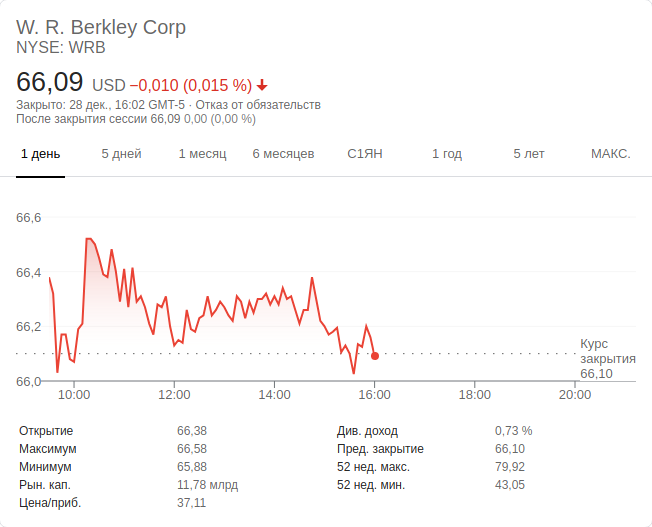 W. R. Berkley Corp
NYSE: WRB
66,09 USD −0,010 (0,015 %)
Закрыто: 28 дек., 16:02 GMT-5 · Отказ от обязательств
После закрытия сессии 66,09 0,00 (0,00 %)
1 день 5 дней 1 месяц 6 месяцев С1ЯН 1 год 5 лет МАКС.
66,6
66,4
66,2
66,0
Курс
закрытия
66,10
10:00 12:00 14:00 16:00 18:00 20:00
Открытие 66,38 Див. доход 0,73 %
Максимум 66,58 Пред. закрытие 66,10
Минимум 65,88 52 нед. макс. 79,92
Рын. кап. 11,78 млрд 52 нед. мин. 43,05
Цена/приб. 37,11